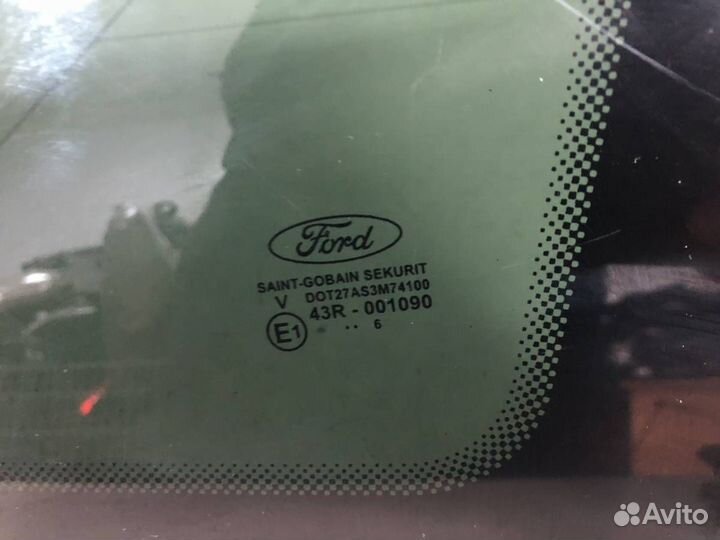 Ford
SAINT-GOBAIN SEKURIT
V DOT27AS3M74100
43R - 001090
E1
.. 6
Avito